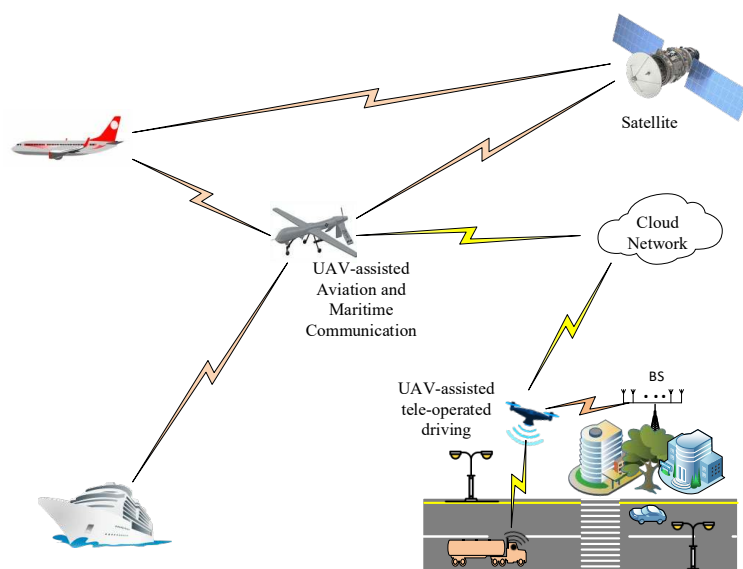 Satellite
Cloud
Network
UAV-assisted
Aviation and
Maritime
Communication
UAV-assisted
tele-operated
driving
BS